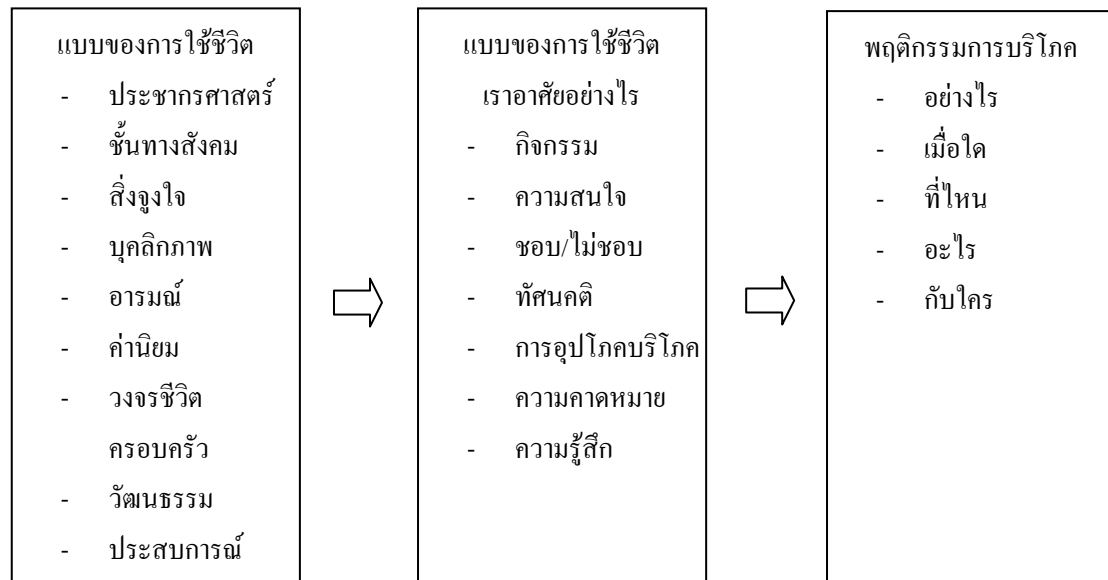 แบบของการใช้ชีวิต
- ประชากรศาสตร์
- ชั้นทางสังคม
- สิ่งจูงใจ
- บุคลิกภาพ
- อารมณ์
- ค่านิยม
- วงจรชีวิต
ครอบครัว
- วัฒนธรรม
- ประสบการณ์
แบบของการใช้ชีวิต
เราอาศัยอย่างไร
- กิจกรรม
- ความสนใจ
- ชอบ/ไม่ชอบ
- ทัศนคติ
- การอุปโภคบริโภค
- ความคาดหมาย
- ความรู้สึก
พฤติกรรมการบริโภค
- อย่างไร
- เมื่อใด
- ที่ไหน
- อะไร
- กับใคร